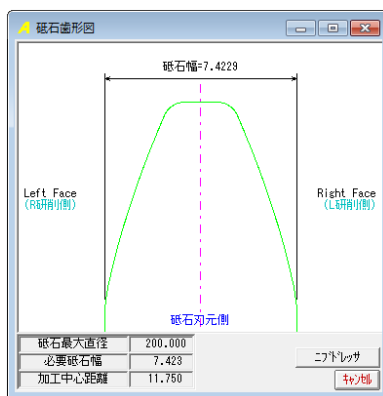 砥石歯形図
砥石幅=7.4229
Left Face
(R研削側)
Right Face
(L研削側)
砥石刃元側
砥石最大直径 200.000
必要砥石幅 7.423
加工中心距離 11.750
ニブドレッサ
キャンセル